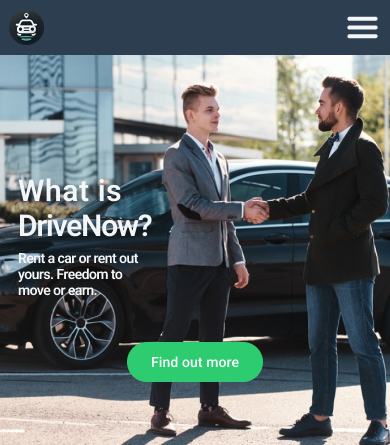 What is
DriveNow?
Rent a car or rent out
yours. Freedom to
move or earn.
Find out more